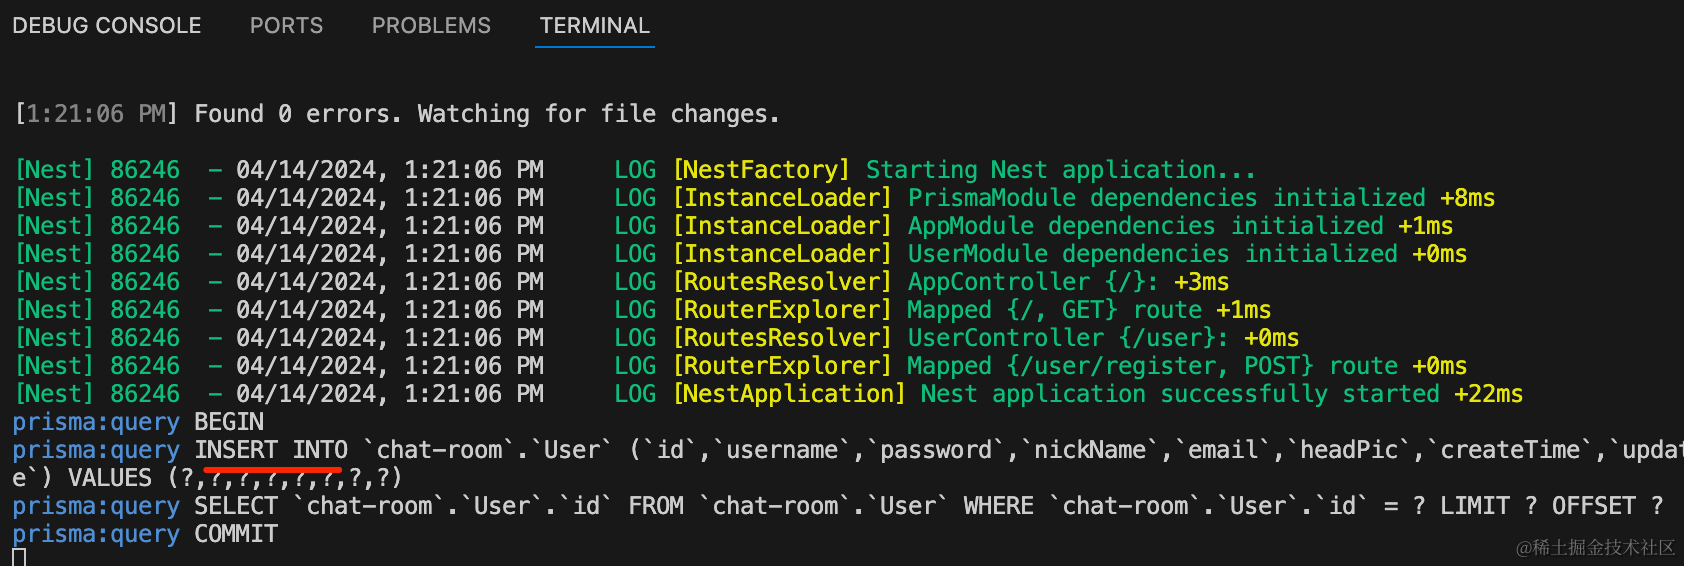 DEBUG CONSOLE PORTS PROBLEMS TERMINAL
[1:21:06 PM] Found 0 errors. Watching for file changes.
[Nest] 86246  - 04/14/2024, 1:21:06 PM     LOG [NestFactory] Starting Nest application...
[Nest] 86246  - 04/14/2024, 1:21:06 PM     LOG [InstanceLoader] PrismaModule dependencies initialized +8ms
[Nest] 86246  - 04/14/2024, 1:21:06 PM     LOG [InstanceLoader] AppModule dependencies initialized +1ms
[Nest] 86246  - 04/14/2024, 1:21:06 PM     LOG [InstanceLoader] UserModule dependencies initialized +0ms
[Nest] 86246  - 04/14/2024, 1:21:06 PM     LOG [RoutesResolver] AppController {/}: +3ms
[Nest] 86246  - 04/14/2024, 1:21:06 PM     LOG [RouterExplorer] Mapped {/, GET} route +1ms
[Nest] 86246  - 04/14/2024, 1:21:06 PM     LOG [RoutesResolver] UserController {/user}: +0ms
[Nest] 86246  - 04/14/2024, 1:21:06 PM     LOG [RouterExplorer] Mapped {/user/register, POST} route +0ms
[Nest] 86246  - 04/14/2024, 1:21:06 PM     LOG [NestApplication] Nest application successfully started +22ms
prisma:query BEGIN
prisma:query INSERT INTO `chat-room`.`User` (`id`,`username`,`password`,`nickName`,`email`,`headPic`,`createTime`,`updat
e`) VALUES (?,?,?,?,?,?,?,?)
prisma:query SELECT `chat-room`.`User`.`id` FROM `chat-room`.`User` WHERE `chat-room`.`User`.`id` = ? LIMIT ? OFFSET ?
prisma:query COMMIT
@稀土掘金技术社区